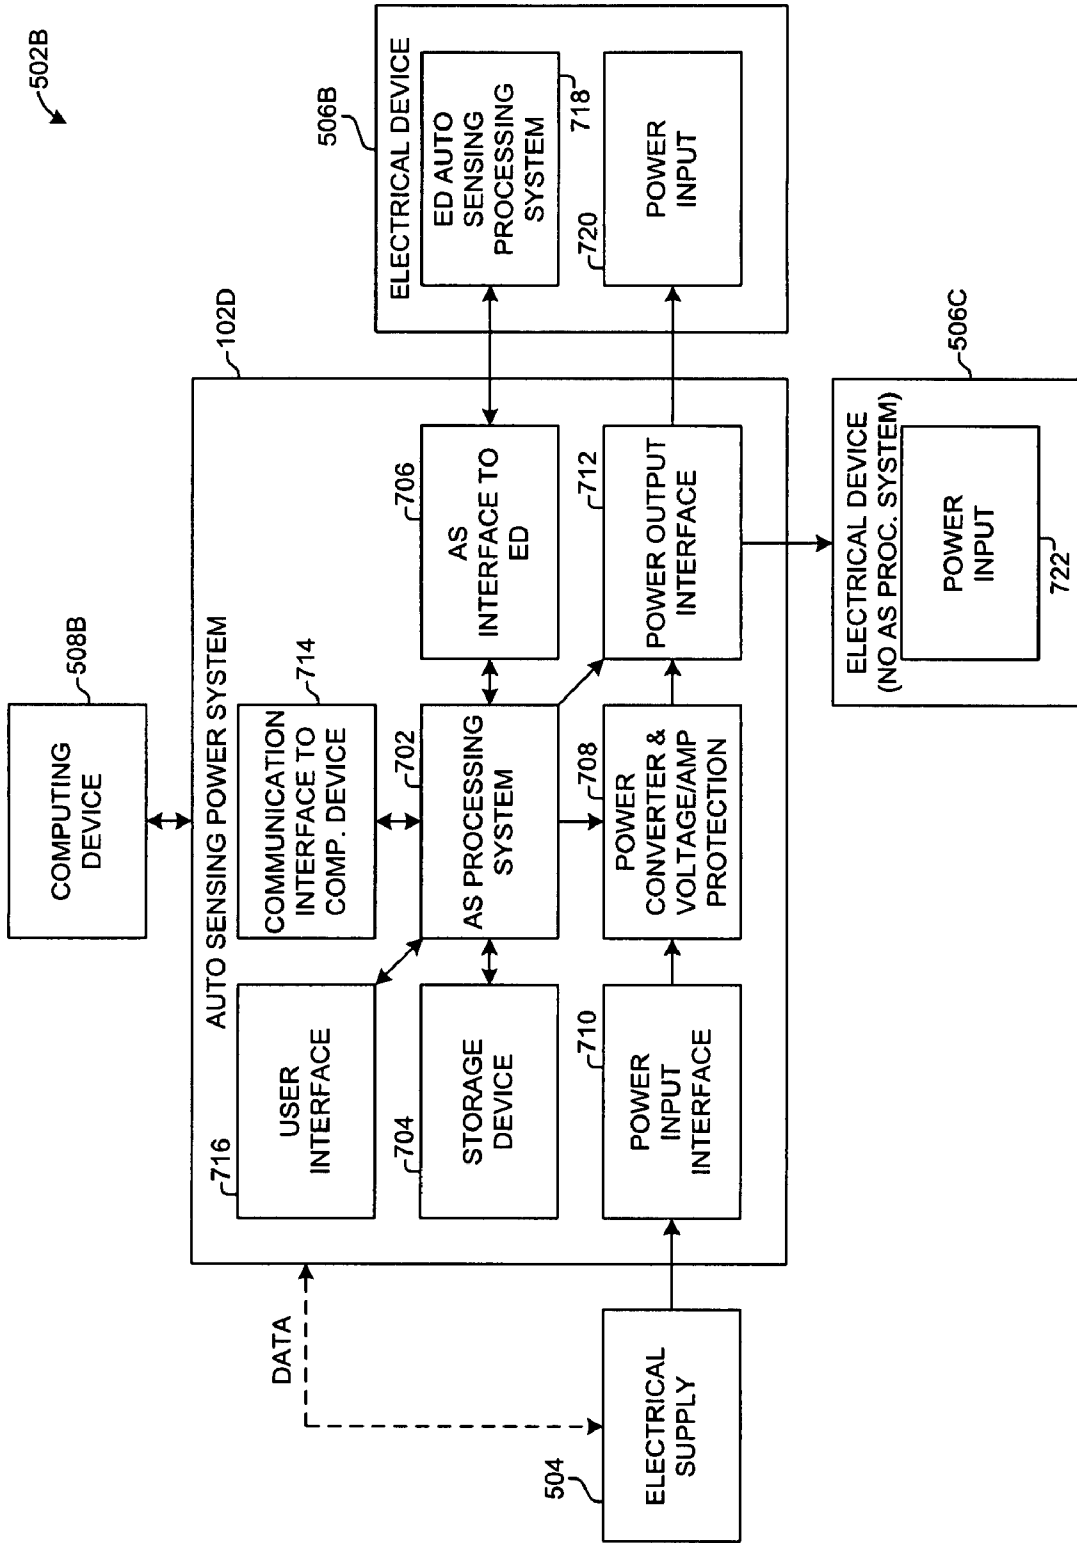 502B
COMPUTING
DEVICE
508B
AUTO SENSING POWER SYSTEM
102D
716
USER
INTERFACE
COMMUNICATION
INTERFACE TO
COMP. DEVICE
714
704
STORAGE
DEVICE
702
AS PROCESSING
SYSTEM
706
AS
INTERFACE TO
ED
710
POWER
INPUT
INTERFACE
708
POWER
CONVERTER &
VOLTAGE/AMP
PROTECTION
712
POWER OUTPUT
INTERFACE
DATA
504
ELECTRICAL
SUPPLY
506B
ELECTRICAL DEVICE
ED AUTO
SENSING
PROCESSING
SYSTEM
718
720
POWER
INPUT
506C
ELECTRICAL DEVICE
(NO AS PROC. SYSTEM)
POWER
INPUT
722